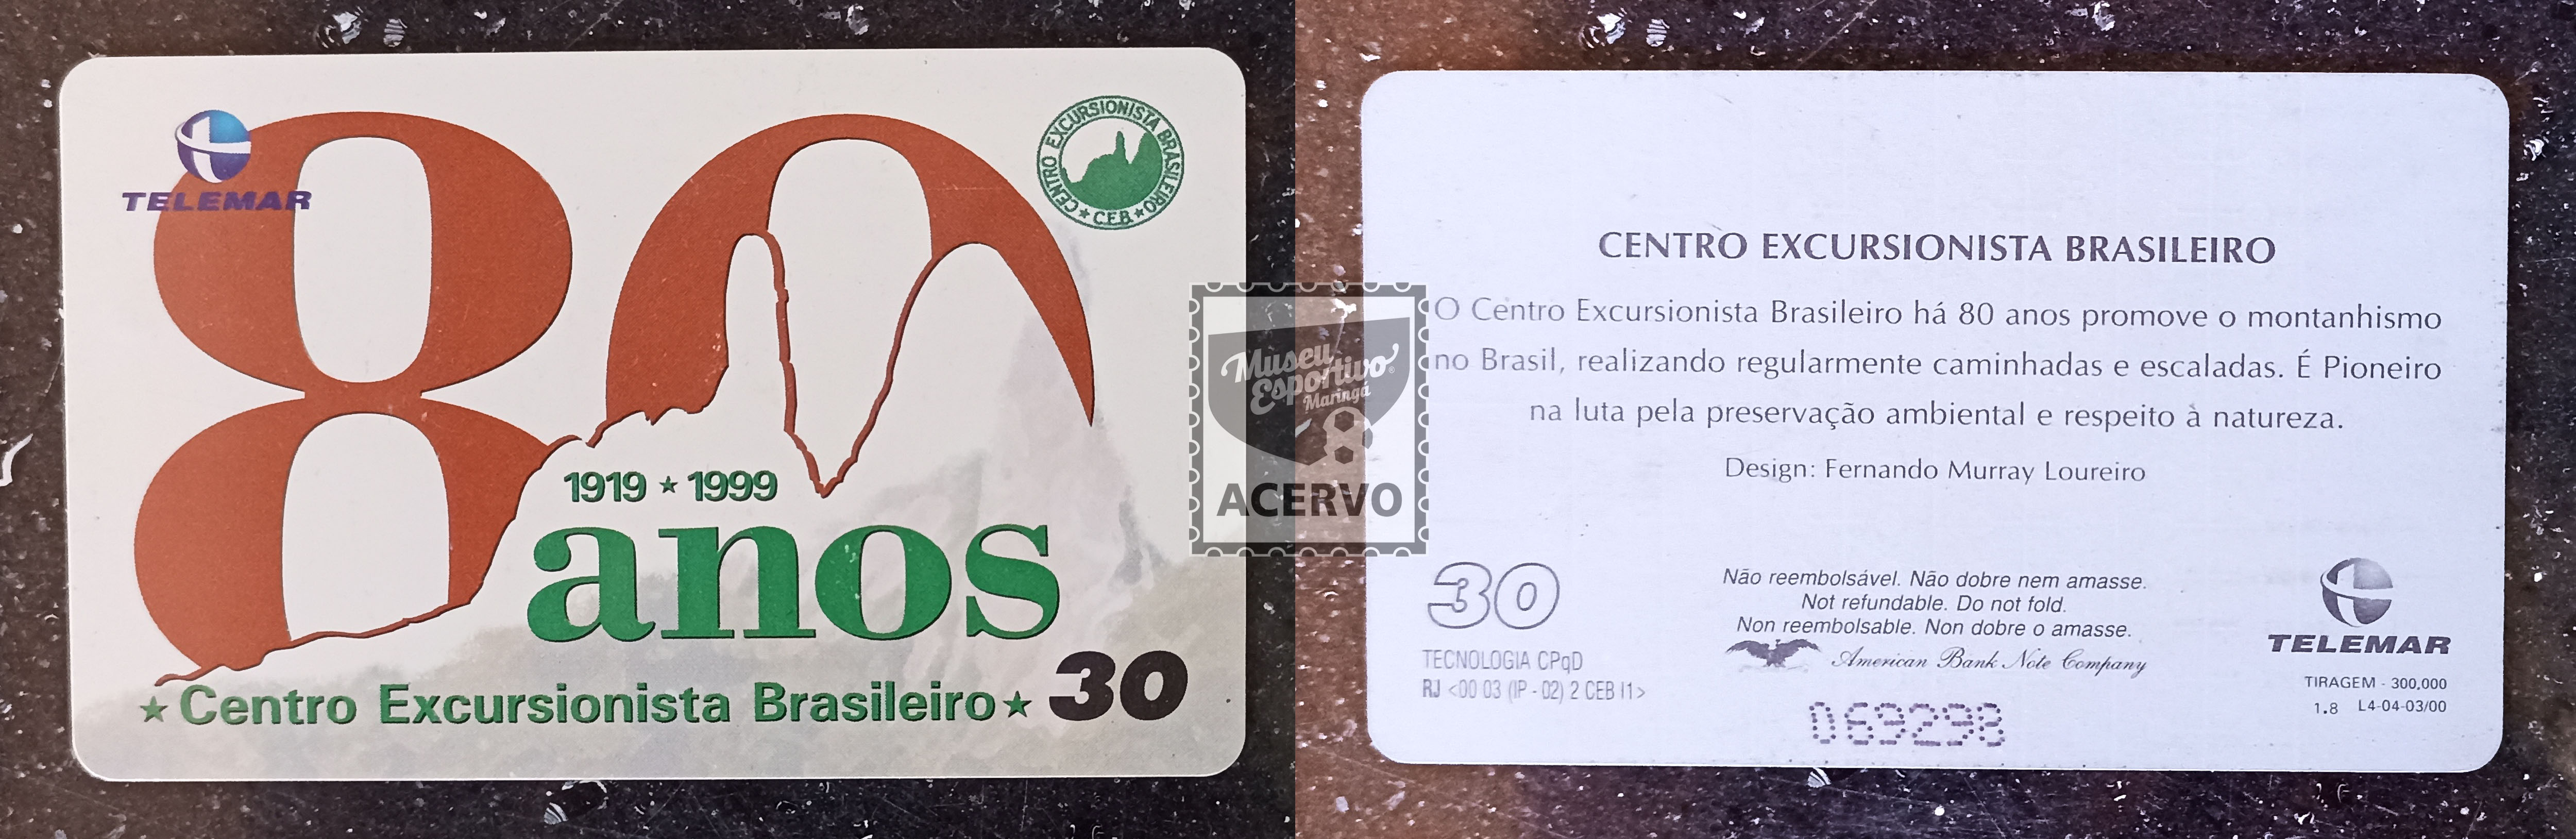 TELEMAR
CENTRO EXCURSIONISTA BRASILEIRO
★ C.E.B. ★
80
1919 ★ 1999
anos
★ Centro Excursionista Brasileiro ★
30
Museu
Esportivo
Maringá
ACERVO
CENTRO EXCURSIONISTA BRASILEIRO
O Centro Excursionista Brasileiro há 80 anos promove o montanhismo
no Brasil, realizando regularmente caminhadas e escaladas. É Pioneiro
na luta pela preservação ambiental e respeito à natureza.
Design: Fernando Murray Loureiro
30
TECNOLOGIA CPqD
RJ <00 03 (IP - 02) 2 CEB I1>
Não reembolsável. Não dobre nem amasse.
Not refundable. Do not fold.
Non reembolsable. Non dobre o amasse.
American Bank Note Company
069298
TELEMAR
TIRAGEM - 300.000
1.8 L4-04-03/00